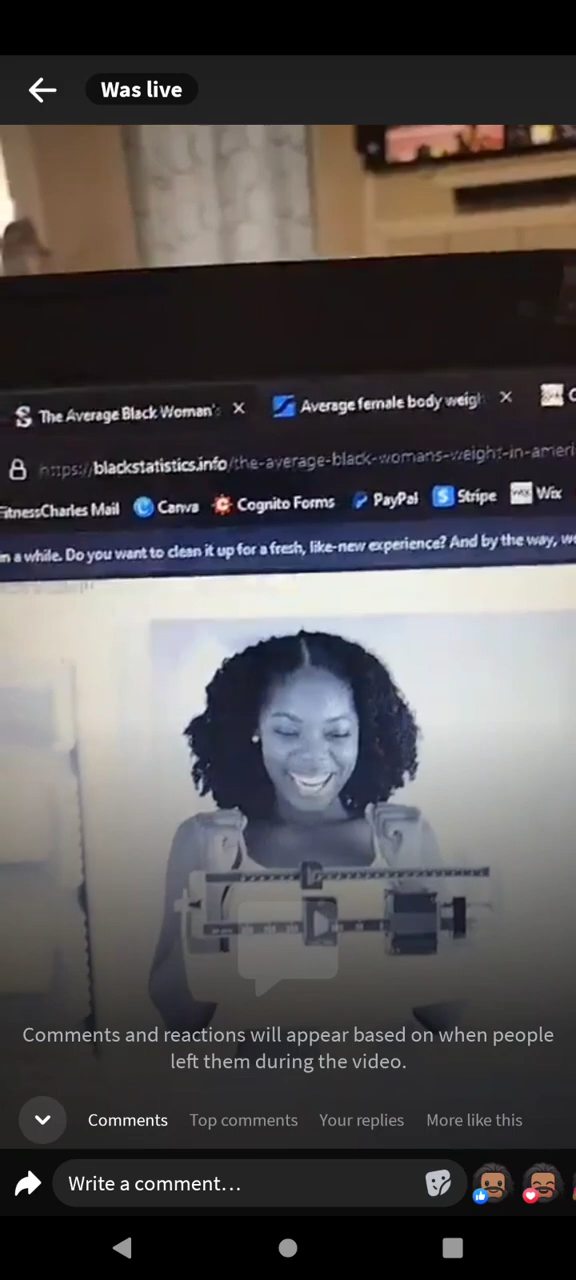 Was live
The Average Black Woman'
Average female body weig
https://blackstatistics.info/the-average-black-womans-weight-in-ameri
FitnessCharles Mail Canva Cognito Forms PayPal Stripe Wix
in a while. Do you want to clean it up for a fresh, like-new experience? And by the way, we
Comments and reactions will appear based on when people
left them during the video.
Comments Top comments Your replies More like this
Write a comment…